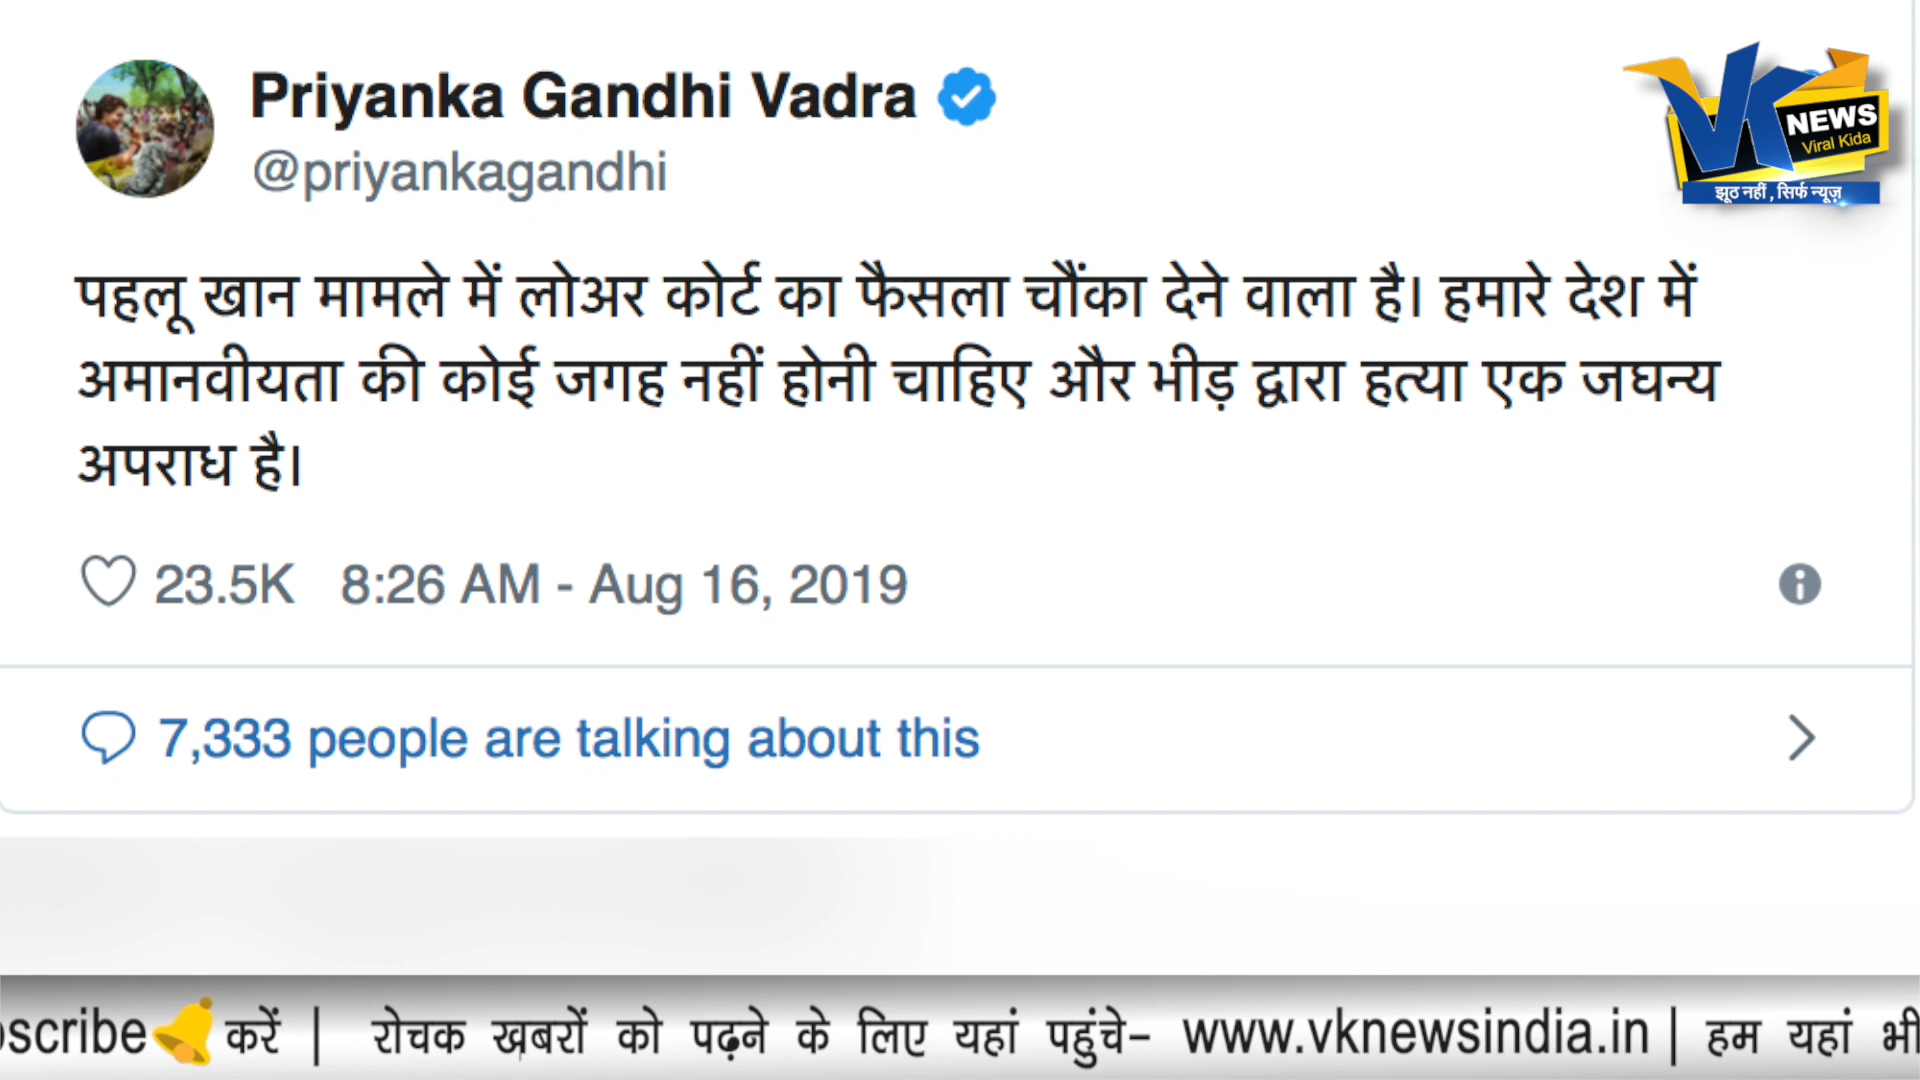 Priyanka Gandhi Vadra
@priyankagandhi
VK NEWS
Viral Kida
झूठ नहीं, सिर्फ न्यूज़
पहलू खान मामले में लोअर कोर्ट का फैसला चौंका देने वाला है। हमारे देश में
अमानवीयता की कोई जगह नहीं होनी चाहिए और भीड़ द्वारा हत्या एक जघन्य
अपराध है।
23.5K 8:26 AM - Aug 16, 2019
7,333 people are talking about this
scribe करें | रोचक ख़बरों को पढ़ने के लिए यहां पहुंचे- www.vknewsindia.in | हम यहां भी